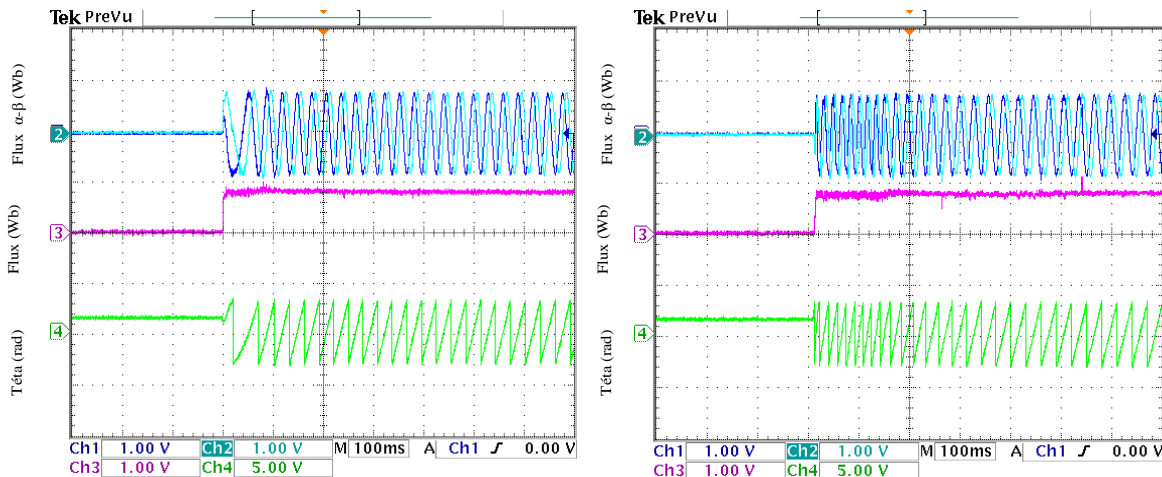 Tek PreVu
Flux α-β (Wb)
2
Flux (Wb)
3
Téta (rad)
4
Ch1 1.00 V Ch2 1.00 V M 100ms A Ch1 0.00 V
Ch3 1.00 V Ch4 5.00 V
Tek PreVu
Flux α-β (Wb)
2
Flux (Wb)
3
Téta (rad)
4
Ch1 1.00 V Ch2 1.00 V M 100ms A Ch1 0.00 V
Ch3 1.00 V Ch4 5.00 V